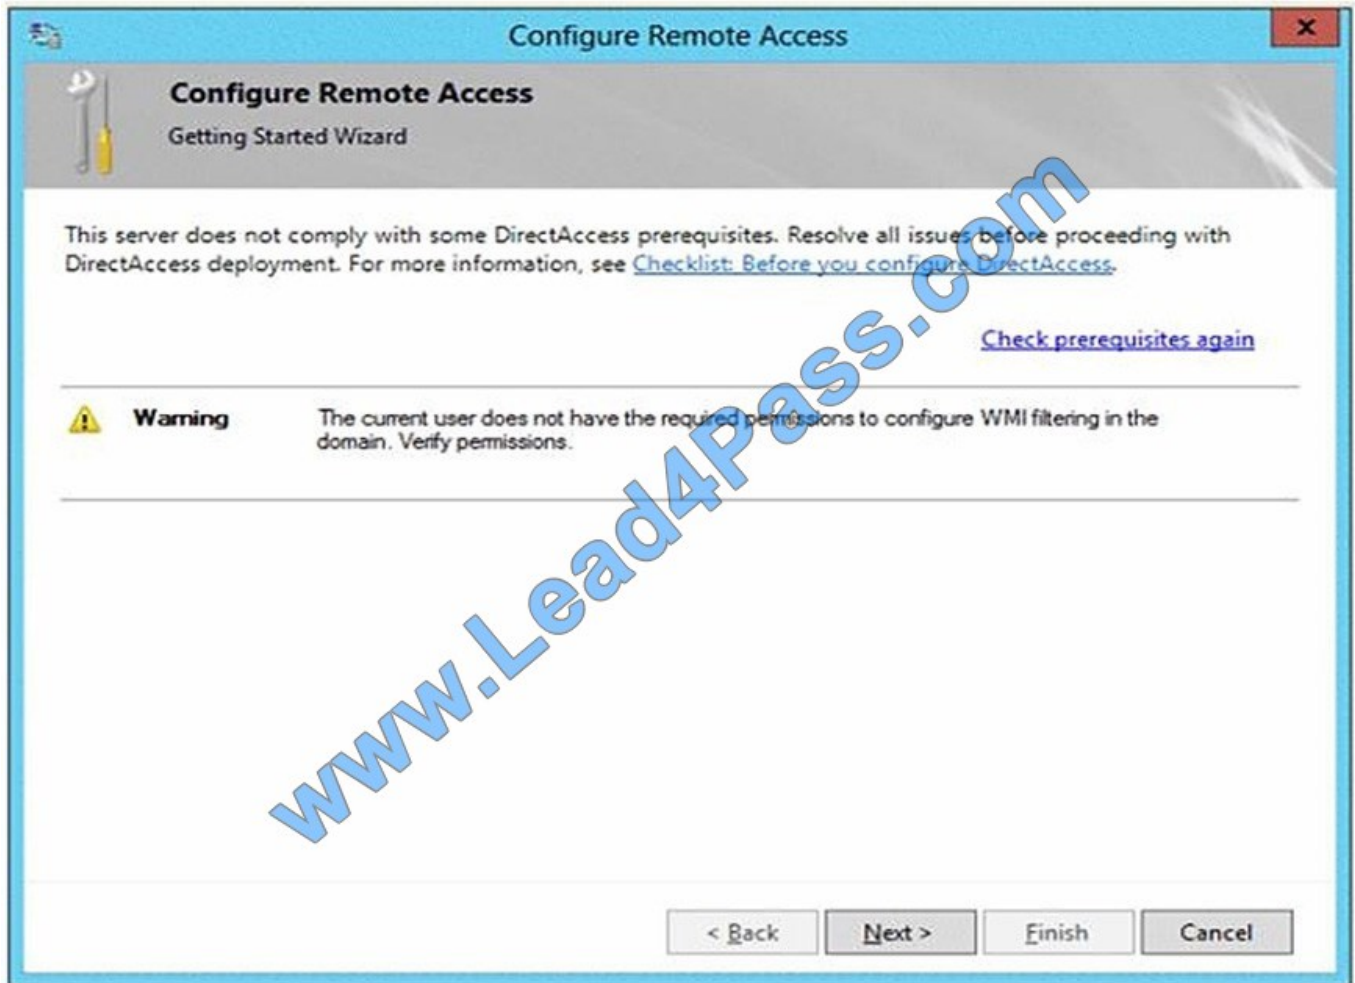 Configure Remote Access
x
Configure Remote Access
Getting Started Wizard
This server does not comply with some DirectAccess prerequisites. Resolve all issues before proceeding with
DirectAccess deployment. For more information, see Checklist: Before you configure DirectAccess.
Check prerequisites again
Warning
The current user does not have the required permissions to configure WMI filtering in the
domain. Verify permissions.
www.Lead4Pass.com
< Back
Next >
Finish
Cancel